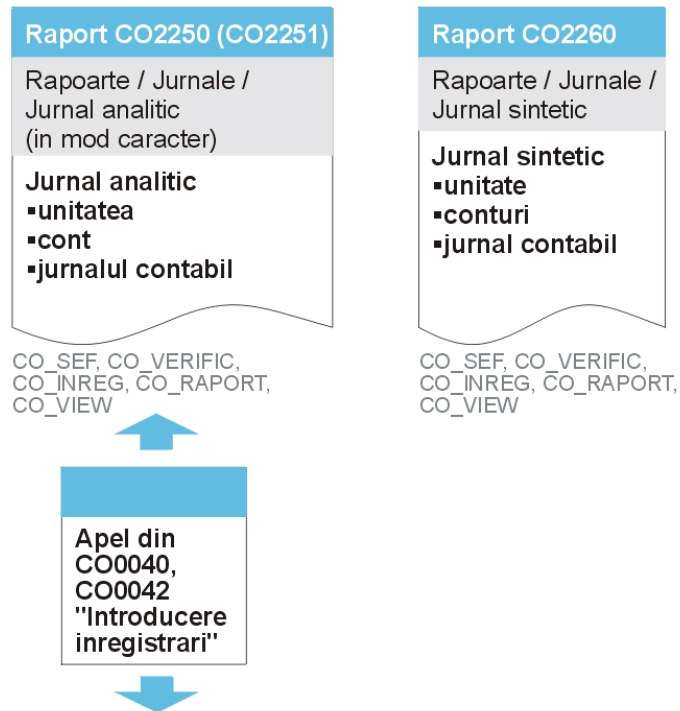 Raport CO2250 (CO2251)
Rapoarte / Jurnale /
Jurnal analitic
(in mod caracter)
Jurnal analitic
▪unitatea
▪cont
▪jurnalul contabil
CO_SEF, CO_VERIFIC,
CO_INREG, CO_RAPORT,
CO_VIEW
Raport CO2260
Rapoarte / Jurnale /
Jurnal sintetic
Jurnal sintetic
▪unitate
▪conturi
▪jurnal contabil
CO_SEF, CO_VERIFIC,
CO_INREG, CO_RAPORT,
CO_VIEW
Apel din
CO0040,
CO0042
"Introducere
inregistrari"